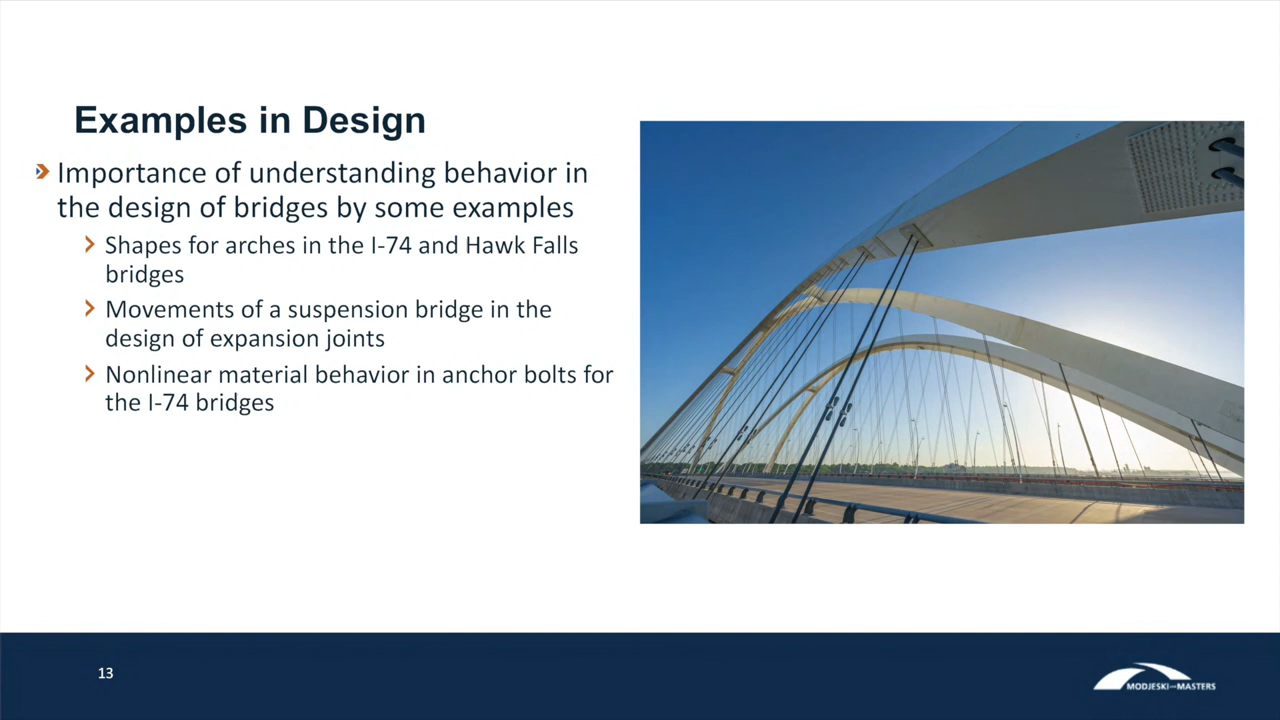 Examples in Design
Importance of understanding behavior in
the design of bridges by some examples
Shapes for arches in the I-74 and Hawk Falls
bridges
Movements of a suspension bridge in the
design of expansion joints
Nonlinear material behavior in anchor bolts for
the I-74 bridges
13
MODJESKI and MASTERS